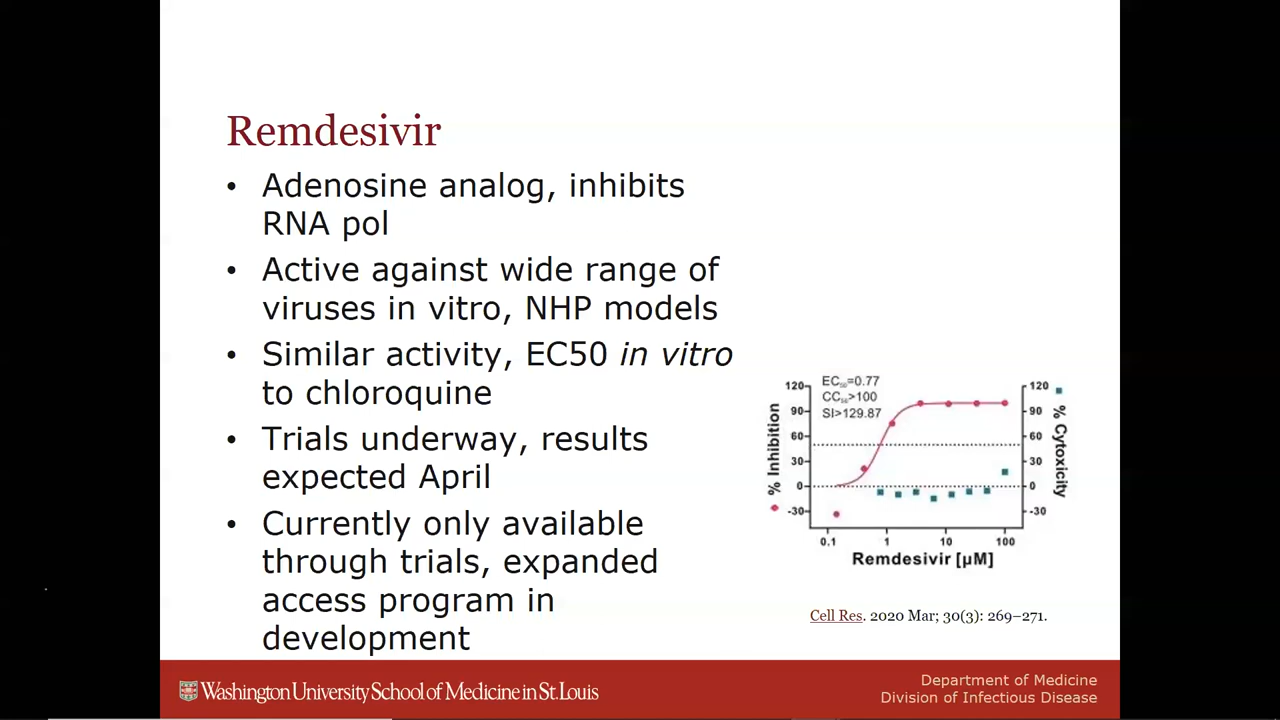 Remdesivir
• Adenosine analog, inhibits
RNA pol
• Active against wide range of
viruses in vitro, NHP models
• Similar activity, EC50 in vitro
to chloroquine
• Trials underway, results
expected April
• Currently only available
through trials, expanded
access program in
development
EC50=0.77
CC50>100
SI>129.87
% Inhibition
120
90
60
30
0
-30
120
90
60
30
0
-30
% Cytotoxicity
0.1 1 10 100
Remdesivir [µM]
Cell Res. 2020 Mar; 30(3): 269–271.
Washington University School of Medicine in St. Louis
Department of Medicine
Division of Infectious Disease